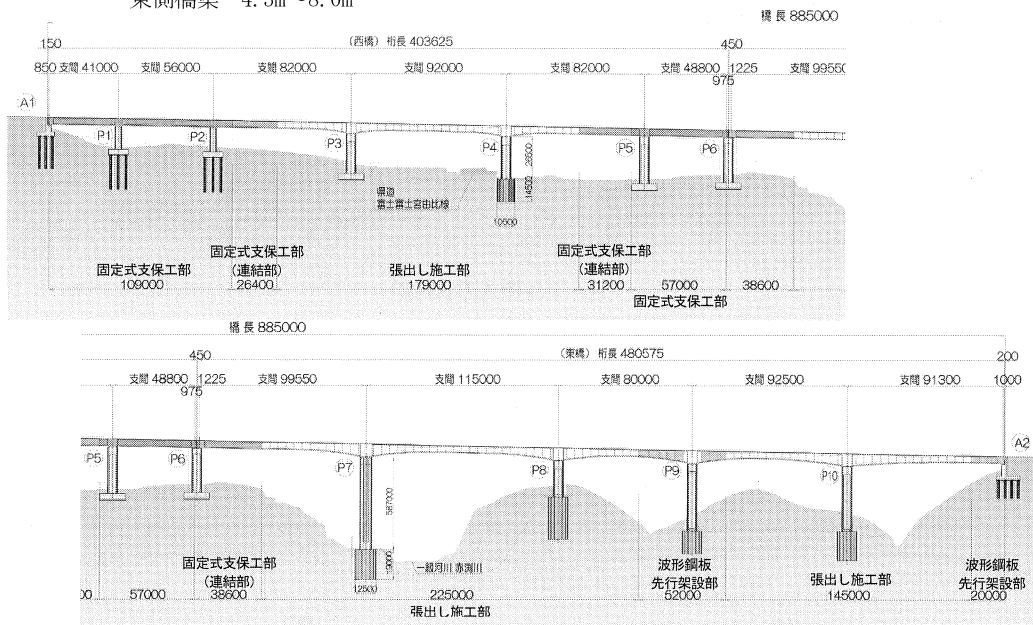 東側橋梁 4.5m~8.0m
橋 長 885000
150 (西橋) 桁長 403625 450
850 支間 41000 支間 56000 支間 82000 支間 92000 支間 82000 支間 48800 1225 支間 99550
975
A1 P1 P2 P3 P4 P5 P6
26500
14500
県道
富士富士宮由比線
10500
固定式支保工部 109000
固定式支保工部
(連結部)
26400
張出し施工部
179000
固定式支保工部
(連結部)
31200
57000 38600
固定式支保工部
橋 長 885000
450 (東橋) 桁長 480575 200
支間 48800 1225 支間 99550 支間 115000 支間 80000 支間 92500 支間 91300 1000
975
P5 P6 P7 P8 P9 P10 A2
19000
12500
一級河川 赤渕川
固定式支保工部
(連結部)
00 57000 38600
225000
張出し施工部
波形鋼板
先行架設部
52000
張出し施工部
145000
波形鋼板
先行架設部
20000